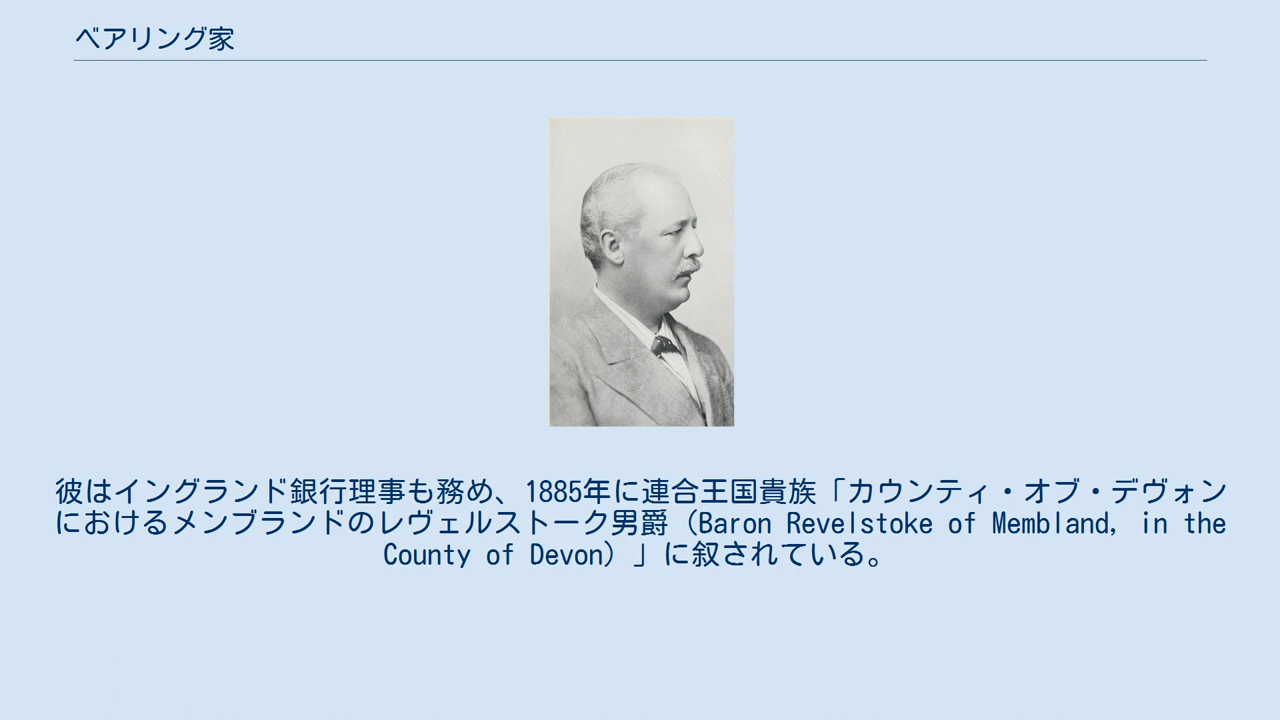 ベアリング家
彼はイングランド銀行理事も務め、1885年に連合王国貴族「カウンティ・オブ・デヴォン
におけるメンブランドのレヴェルストーク男爵（Baron Revelstoke of Membland, in the
County of Devon）」に叙されている。